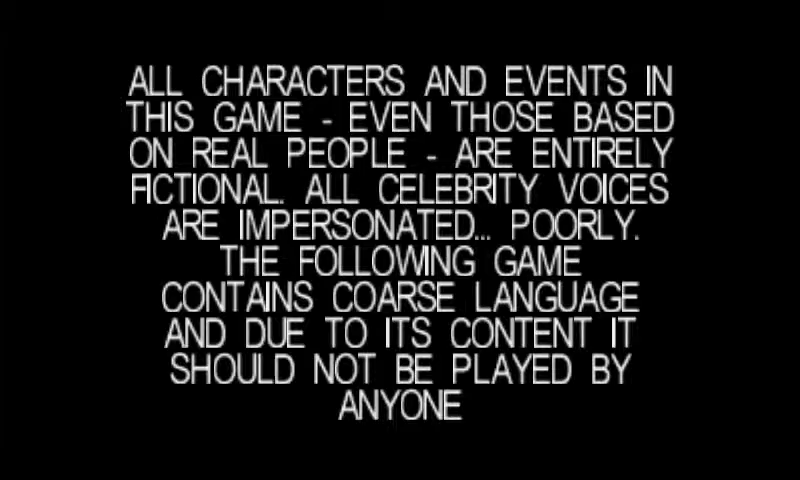 ALL CHARACTERS AND EVENTS IN
THIS GAME - EVEN THOSE BASED
ON REAL PEOPLE - ARE ENTIRELY
FICTIONAL. ALL CELEBRITY VOICES
ARE IMPERSONATED... POORLY.
THE FOLLOWING GAME
CONTAINS COARSE LANGUAGE
AND DUE TO ITS CONTENT IT
SHOULD NOT BE PLAYED BY
ANYONE